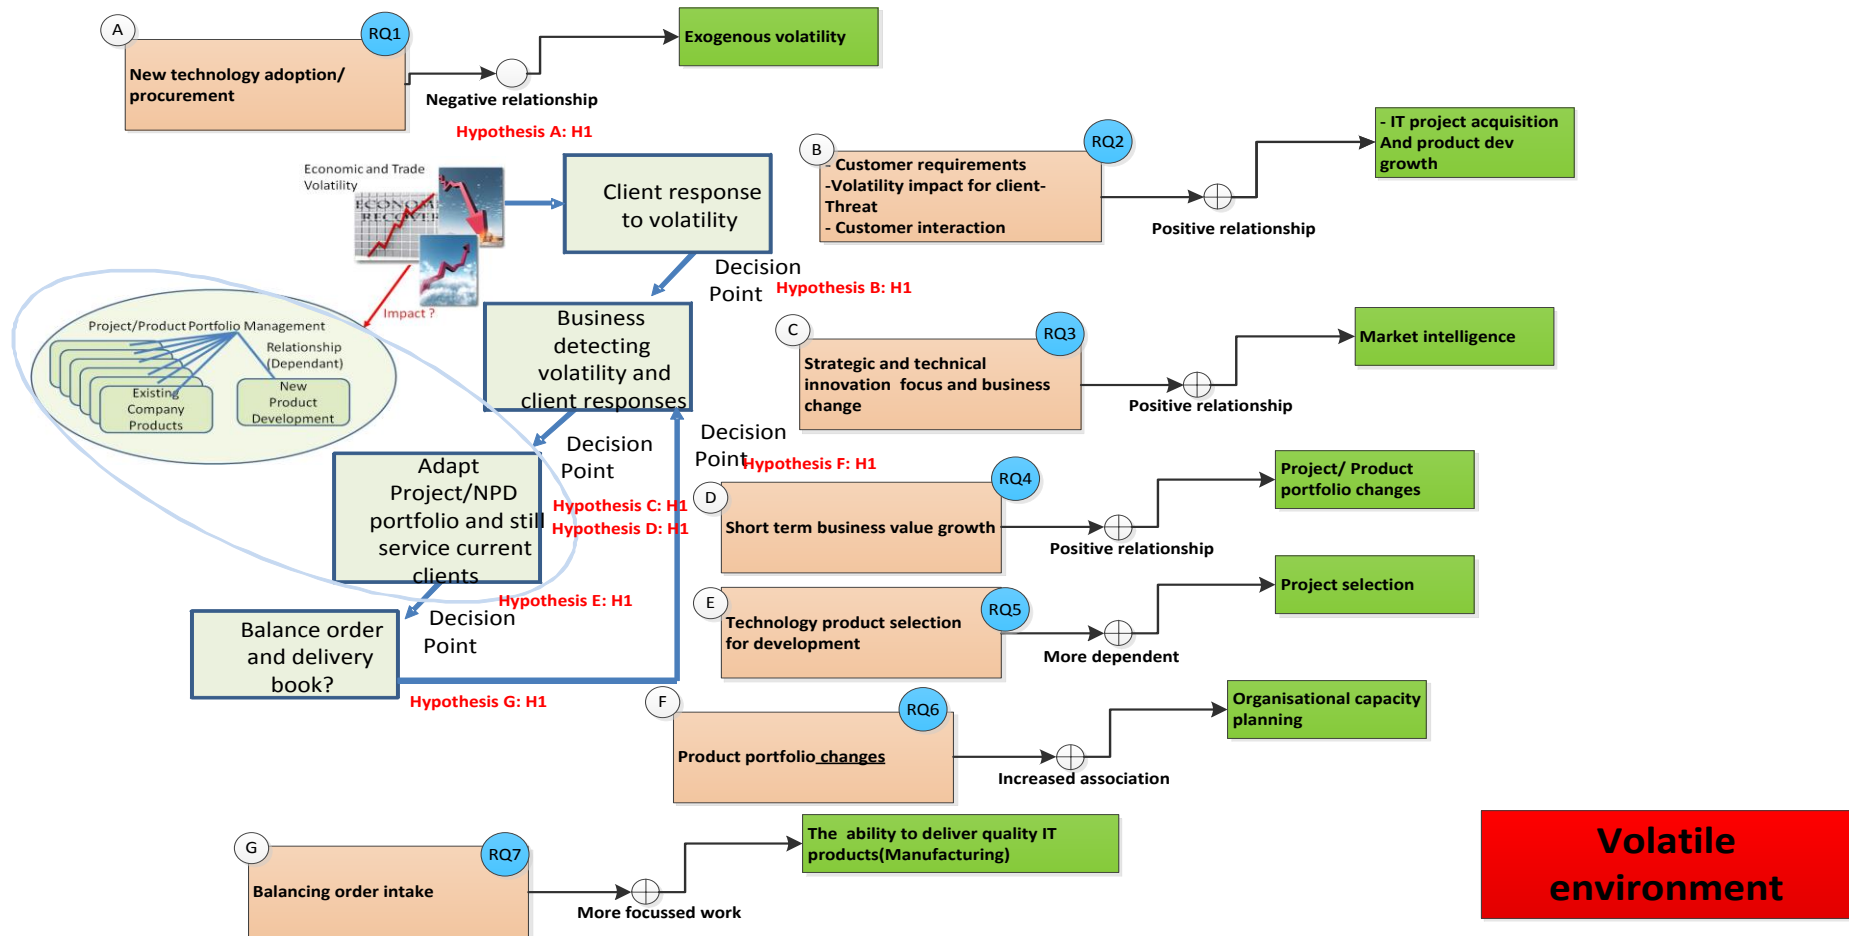 A
RQ1
New technology adoption/
procurement
Negative relationship
Hypothesis A: H1
Exogenous volatility
Economic and Trade
Volatility
ECONOM
RECOVER
Impact ?
Client response
to volatility
Decision
Point
Hypothesis B: H1
B
RQ2
- Customer requirements
-Volatility impact for client-
Threat
- Customer interaction
Positive relationship
- IT project acquisition
And product dev
growth
Project/Product Portfolio Management
Relationship
(Dependant)
Existing
Company
Products
New
Product
Development
Business
detecting
volatility and
client responses
Decision
Point
Hypothesis C: H1
Hypothesis D: H1
Decision
Point
Hypothesis F: H1
C
RQ3
Strategic and technical
innovation  focus and business
change
Positive relationship
Market intelligence
Adapt
Project/NPD
portfolio and still
service current
clients
Hypothesis E: H1
Decision
Point
D
RQ4
Short term business value growth
Positive relationship
Project/ Product
portfolio changes
E
RQ5
Technology product selection
for development
More dependent
Project selection
Balance order
and delivery
book?
Hypothesis G: H1
F
RQ6
Product portfolio changes
Increased association
Organisational capacity
planning
G
RQ7
Balancing order intake
More focussed work
The  ability to deliver quality IT
products(Manufacturing)
Volatile
environment